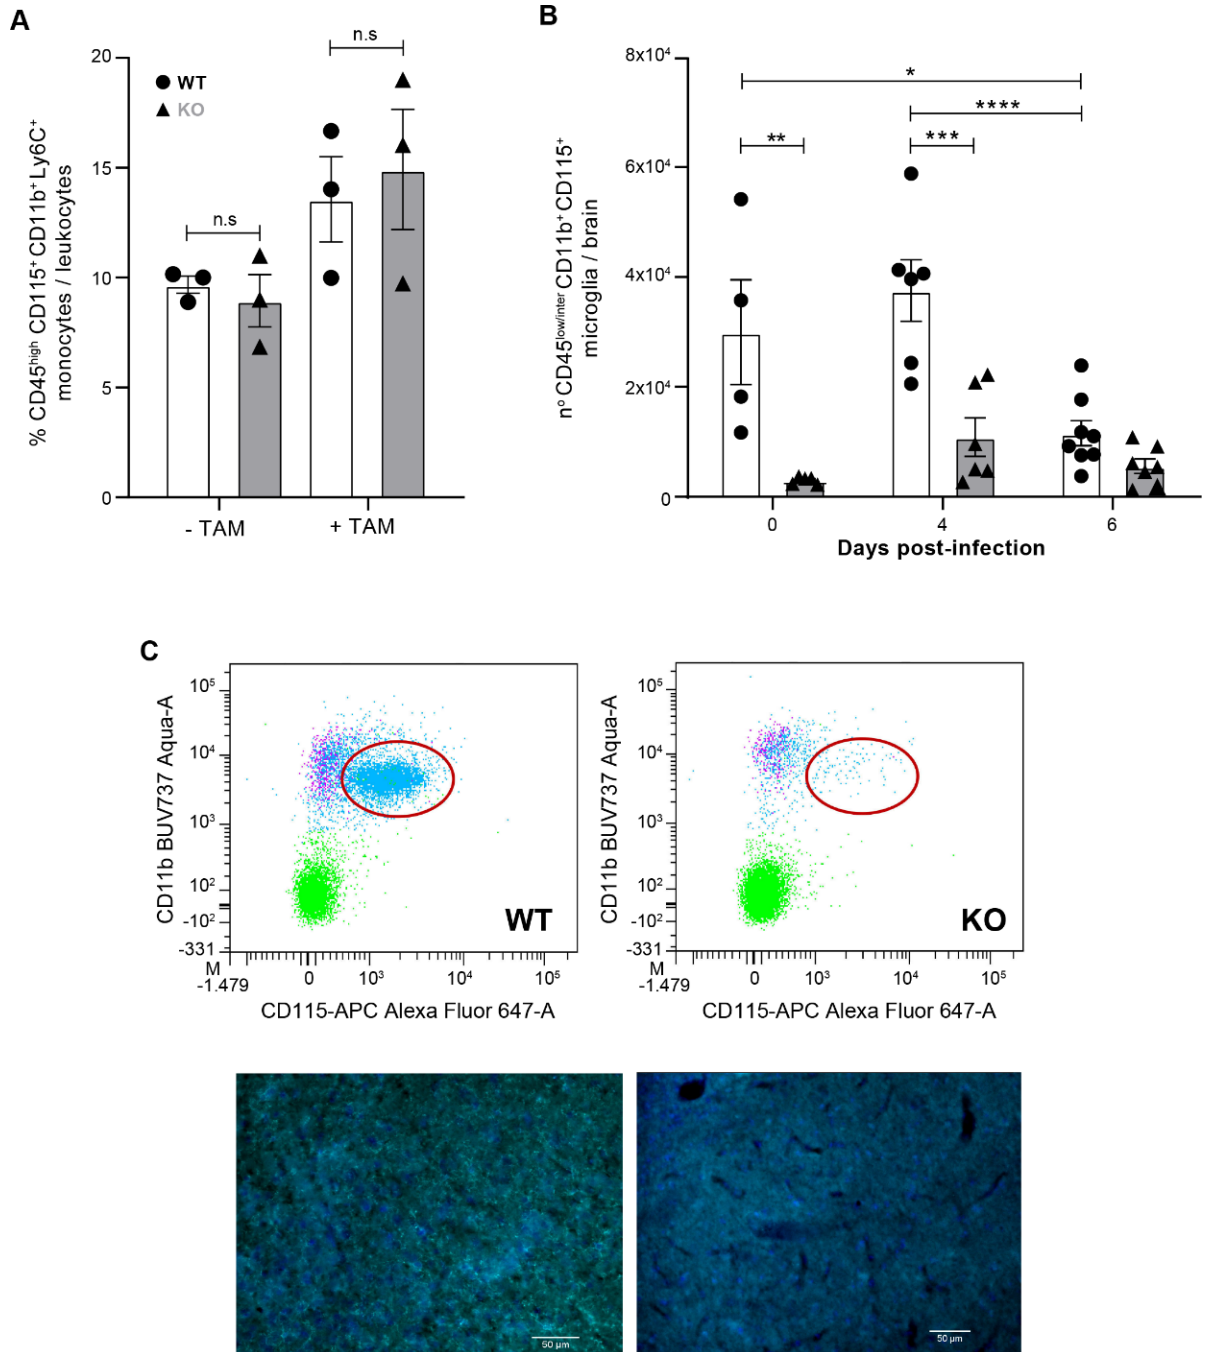 A
n.s
20
WT
KO
n.s
15
10
5
0
% CD45high CD115+ CD11b+ Ly6C+
monocytes / leukocytes
- TAM
+ TAM
B
8x10⁴
*
****
**
***
6x10⁴
4x10⁴
2x10⁴
0
nº CD45low/inter CD11b+ CD115+
microglia / brain
0
4
6
Days post-infection
C
CD11b BUV737 Aqua-A
10⁵
10⁴
10³
10²
-10²
-331
M
-1.479
0
10³
10⁴
10⁵
WT
CD115-APC Alexa Fluor 647-A
CD11b BUV737 Aqua-A
10⁵
10⁴
10³
10²
-10²
-331
M
-1.479
0
10³
10⁴
10⁵
KO
CD115-APC Alexa Fluor 647-A
50 µm
50 µm